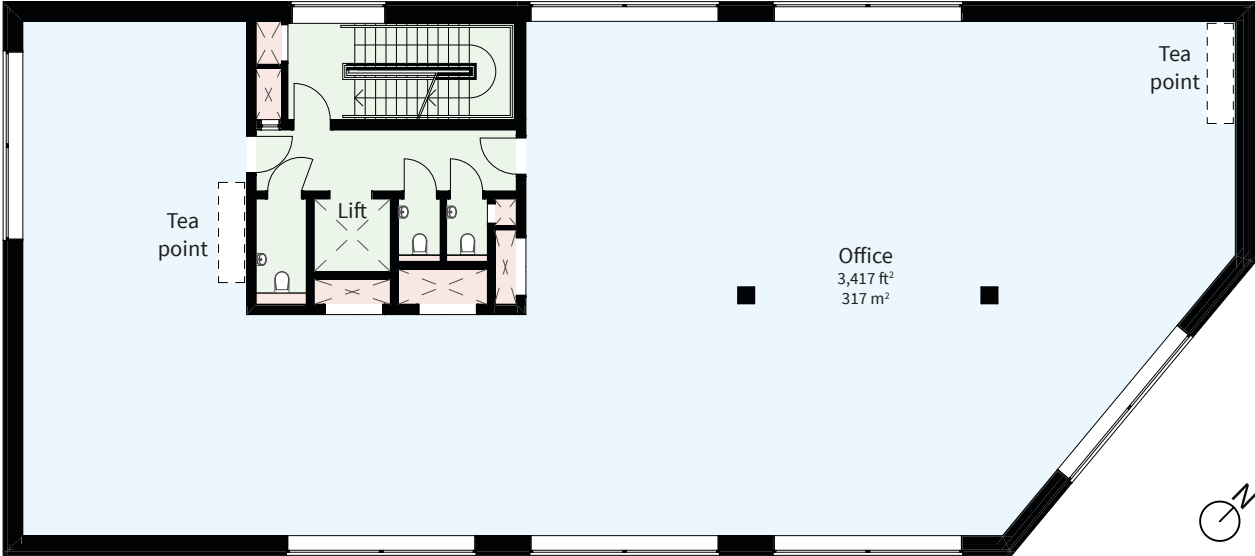 Tea
point
Lift
Tea
point
Office
3,417 ft²
317 m²
N